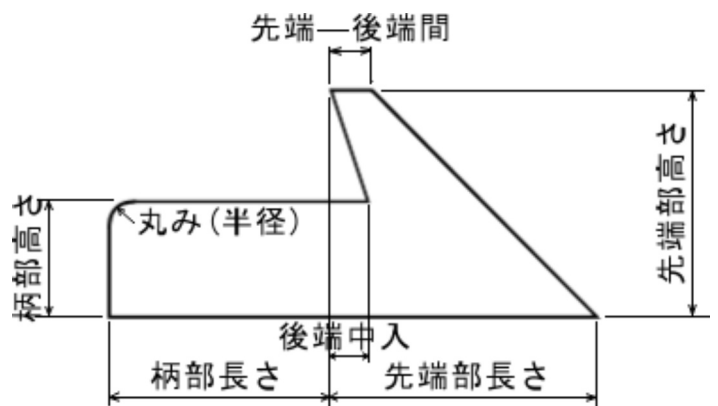 先端—後端間
柄部高さ
丸み(半径)
先端部高さ
後端中入
柄部長さ
先端部長さ